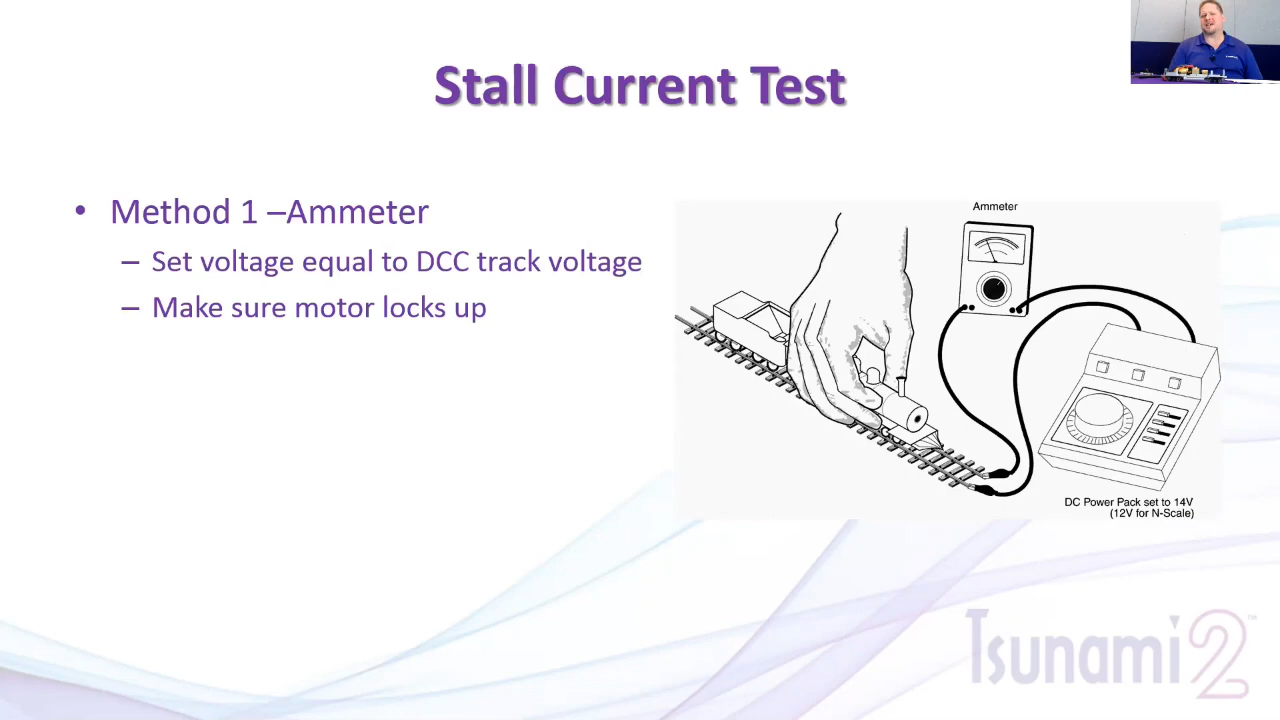 Stall Current Test
• Method 1 –Ammeter
– Set voltage equal to DCC track voltage
– Make sure motor locks up
Ammeter
DC Power Pack set to 14V
(12V for N-Scale)
Tsunami2™